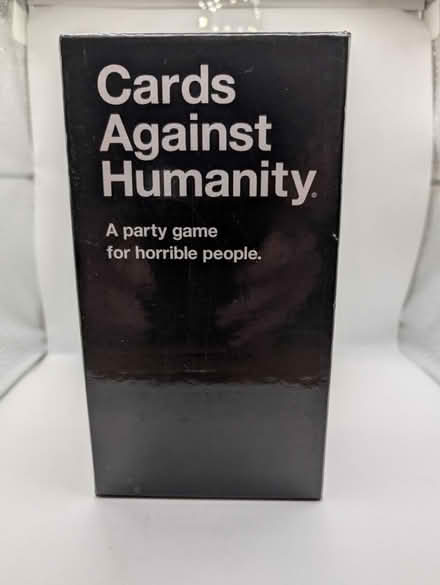 Cards
Against
Humanity®
A party game
for horrible people.